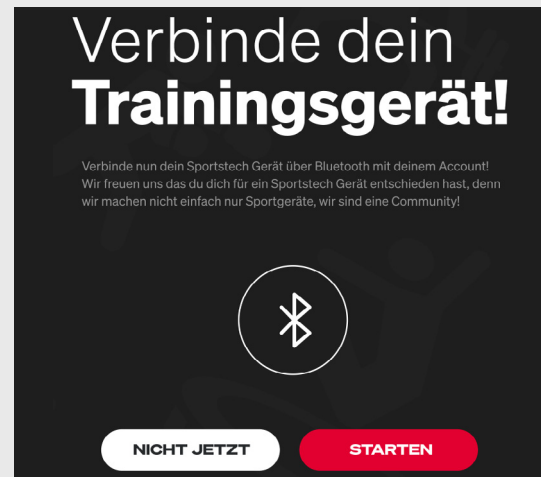 Verbinde dein
Trainingsgerät!
Verbinde nun dein Sportstech Gerät über Bluetooth mit deinem Account!
Wir freuen uns das du dich für ein Sportstech Gerät entschieden hast, denn
wir machen nicht einfach nur Sportgeräte, wir sind eine Community!
NICHT JETZT
STARTEN